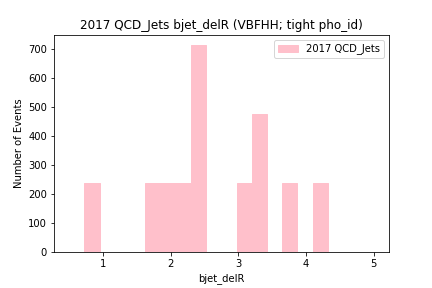 2017 QCD_Jets bjet_delR (VBFHH; tight pho_id)
2017 QCD_Jets
700
600
500
400
300
200
100
0
Number of Events
1 2 3 4 5
bjet_delR